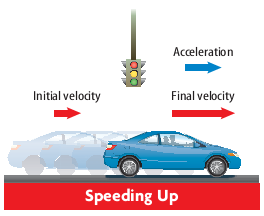 Acceleration
Initial velocity
Final velocity
Speeding Up